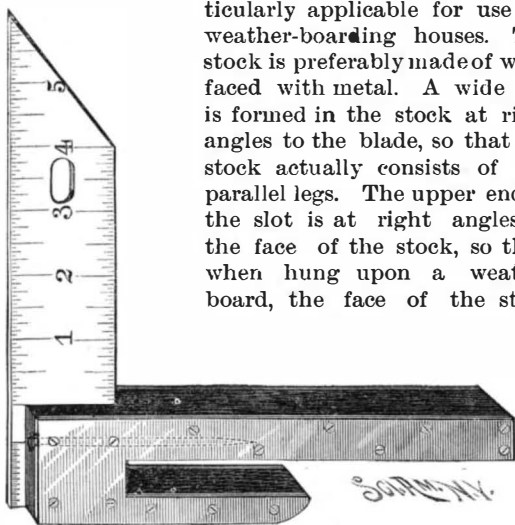 ticularly applicable for use
weather-boarding houses. T
stock is preferably made of w
faced with metal. A wide
is formed in the stock at ri
angles to the blade, so that
stock actually consists of
parallel legs. The upper end
the slot is at right angles
the face of the stock, so th
when hung upon a weat
board, the face of the st
5
4
3
2
1
SCI.AM.N.Y.